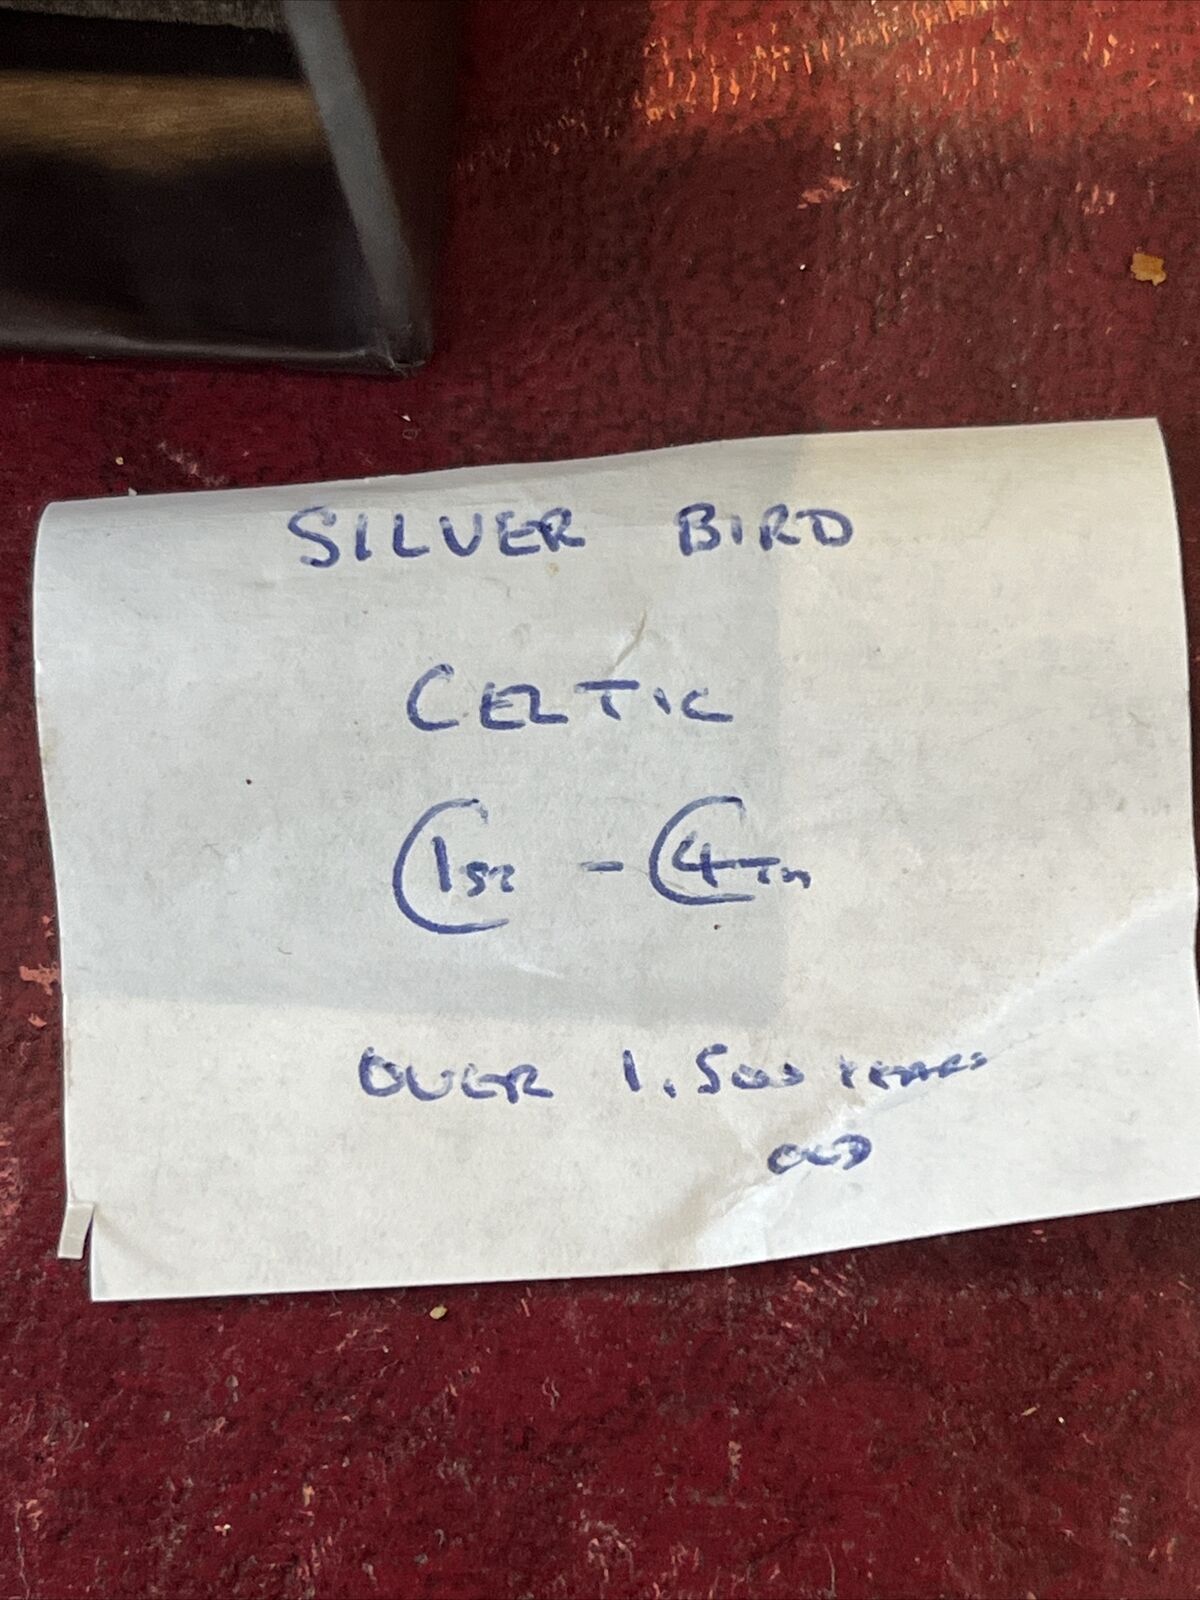 SILVER BIRD
CELTIC
C1ST - C4TH
OVER 1.500 YEARS
OLD